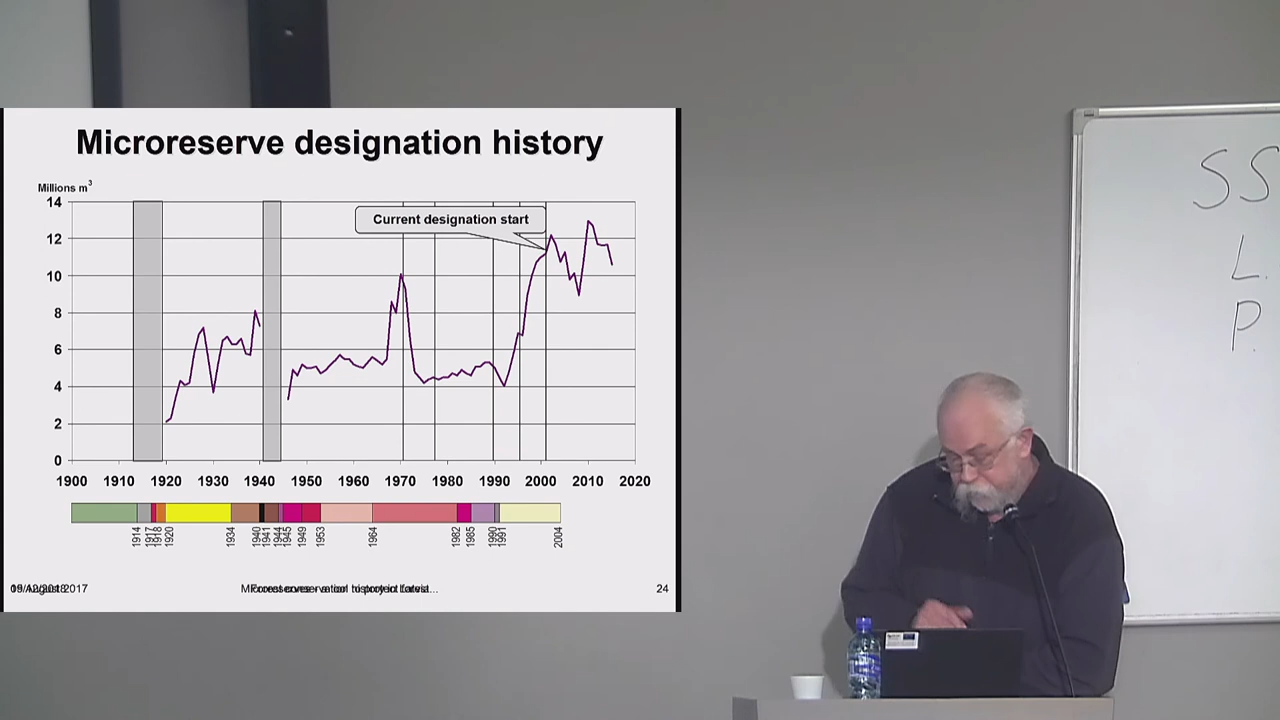 Microreserve designation history
Millions m³
14
Current designation start
12
10
8
6
4
2
0
1900 1910 1920 1930 1940 1950 1960 1970 1980 1990 2000 2010 2020
1914 1917 1918 1920 1934 1940 1941 1944 1945 1949 1953 1964 1982 1985 1990 1991 2004
24
SS
L.
P.